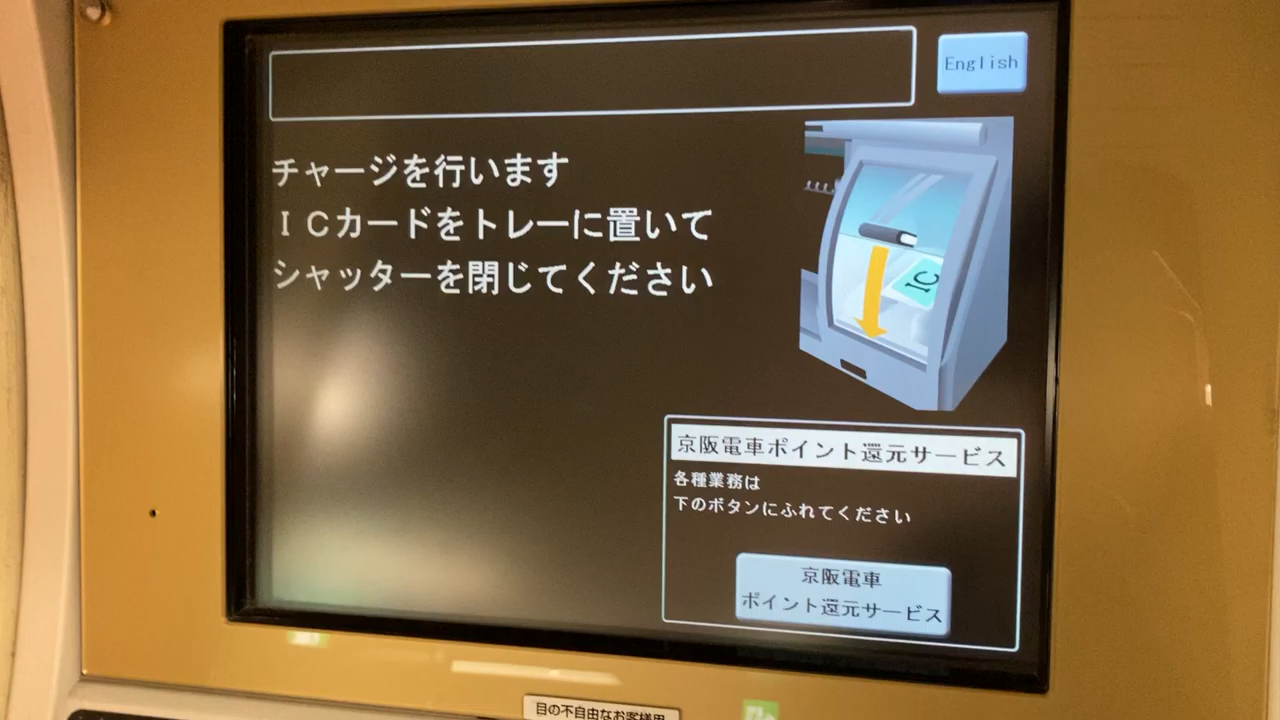 English
チャージを行います
ＩＣカードをトレーに置いて
シャッターを閉じてください
IC
京阪電車ポイント還元サービス
各種業務は
下のボタンにふれてください
京阪電車
ポイント還元サービス
目の不自由なお客様用